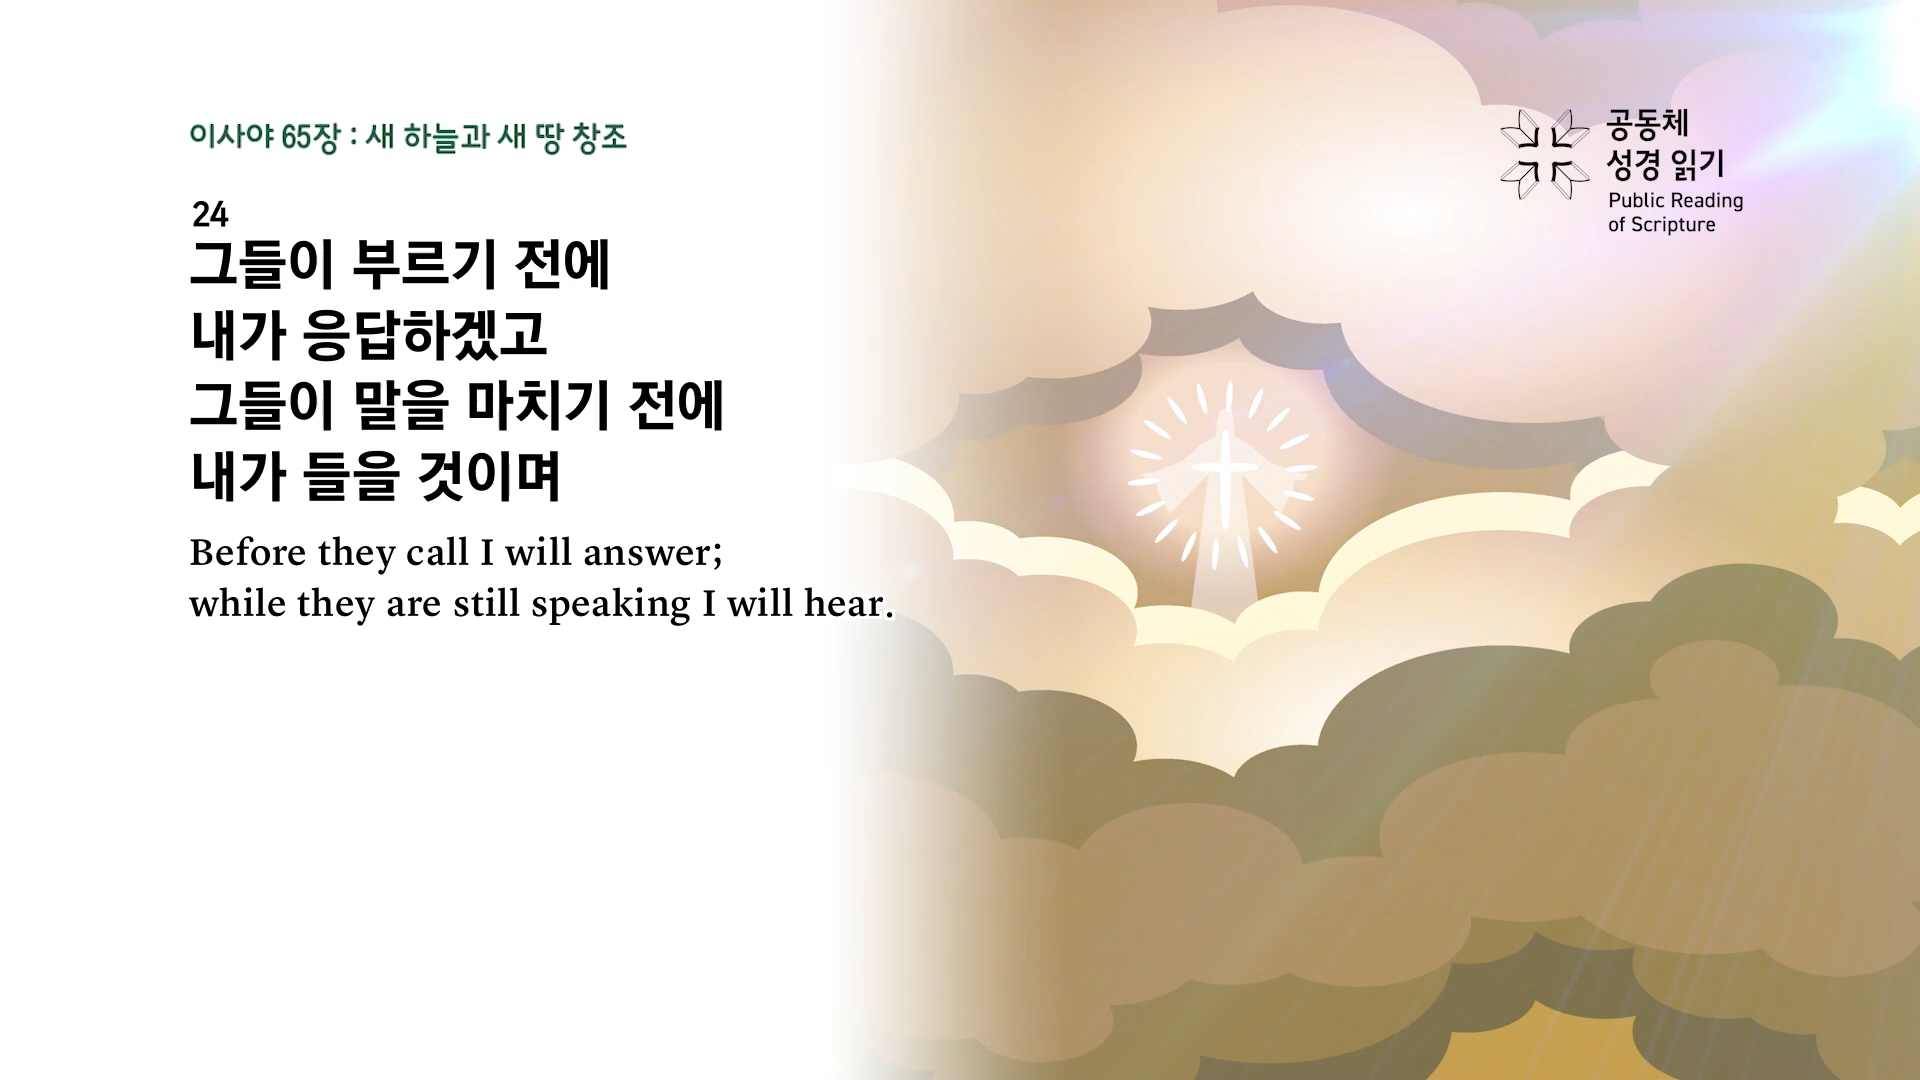 이사야 65장 : 새 하늘과 새 땅 창조
24
그들이 부르기 전에
내가 응답하겠고
그들이 말을 마치기 전에
내가 들을 것이며
Before they call I will answer;
while they are still speaking I will hear.
공동체
성경 읽기
Public Reading
of Scripture